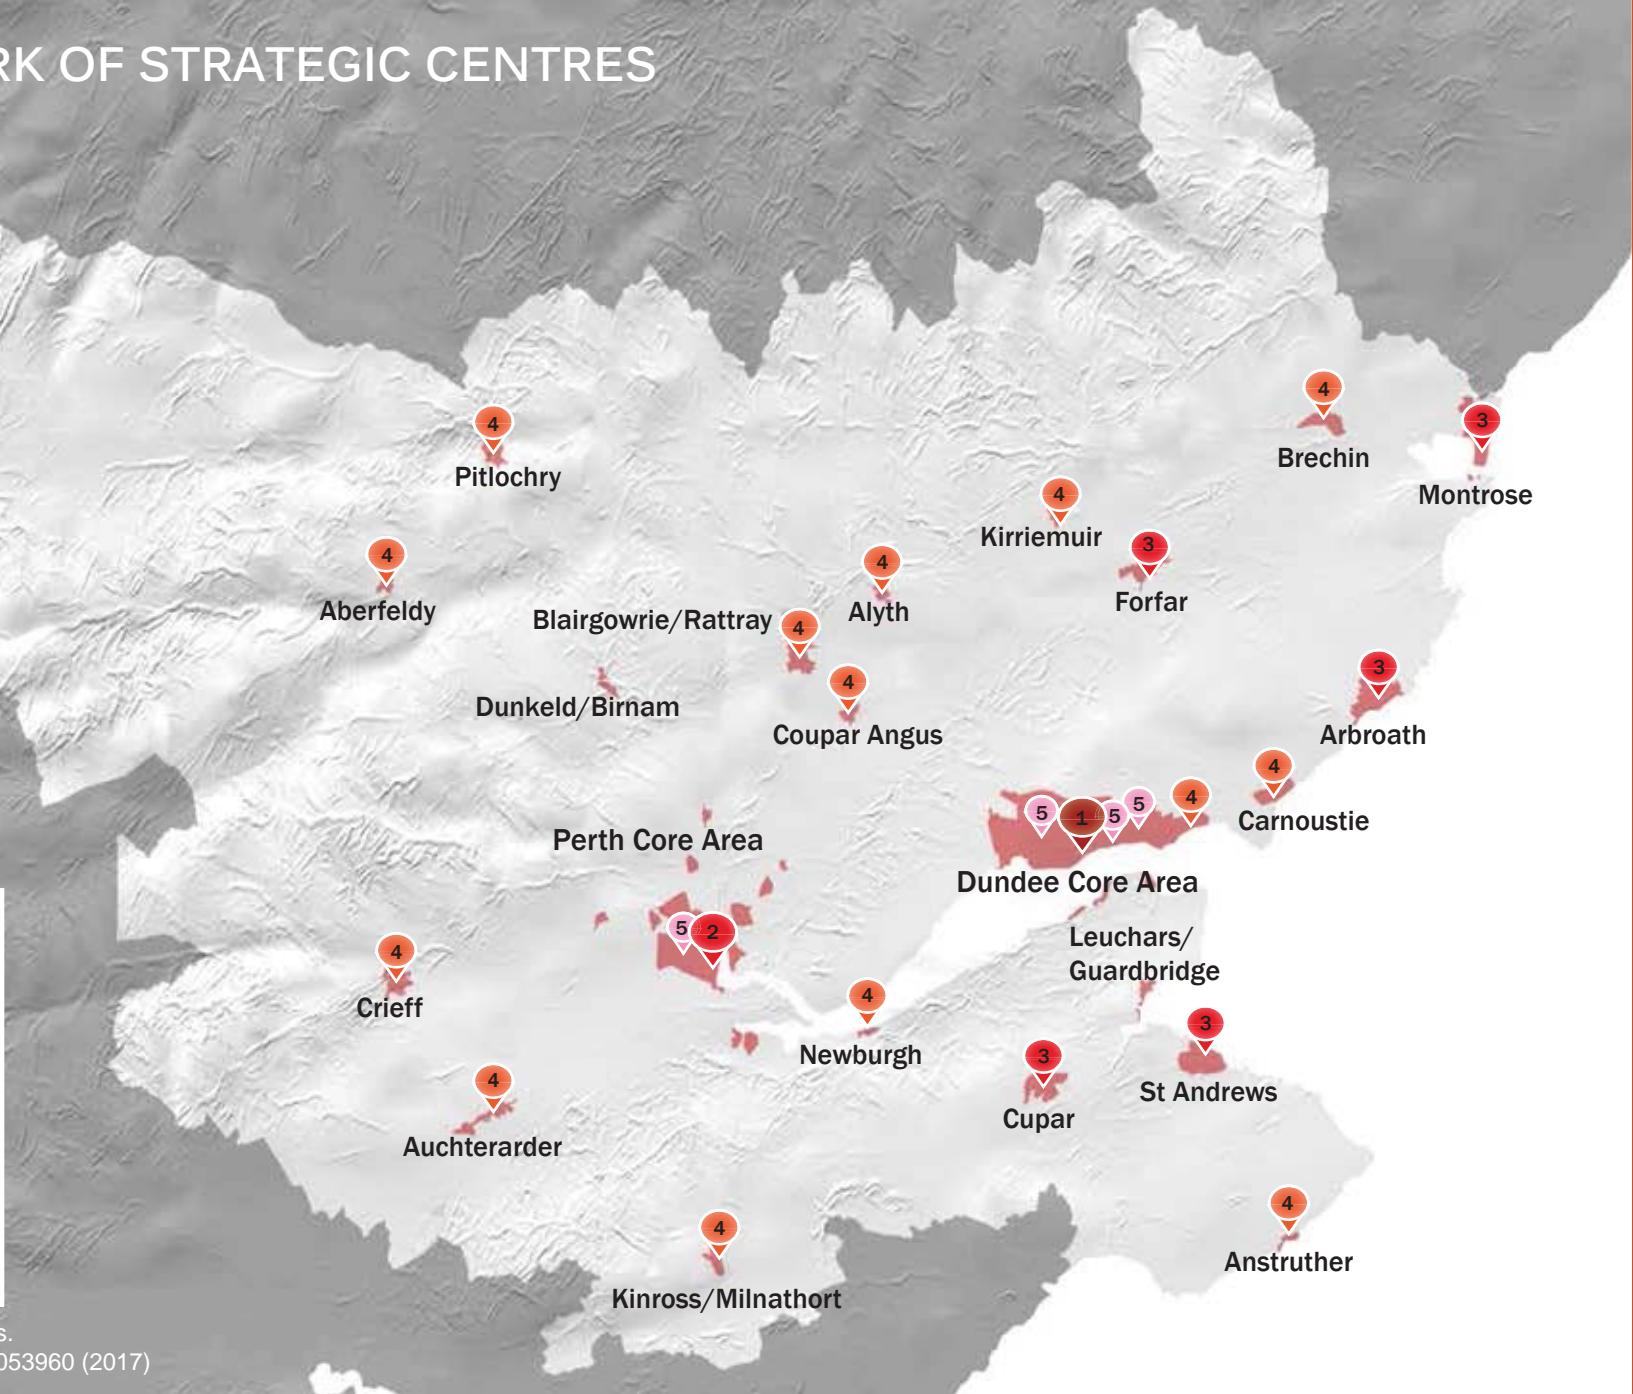 RK OF STRATEGIC CENTRES
4
Brechin
3
Montrose
4
Pitlochry
4
Kirriemuir
3
Forfar
4
Aberfeldy
4
Alyth
Blairgowrie/Rattray
4
Dunkeld/Birnam
4
Coupar Angus
3
Arbroath
4
Carnoustie
5
1
5
5
4
Dundee Core Area
Perth Core Area
5
2
Leuchars/
Guardbridge
4
Crieff
4
Newburgh
3
St Andrews
3
Cupar
4
Auchterarder
4
Anstruther
4
Kinross/Milnathort
s.
053960 (2017)